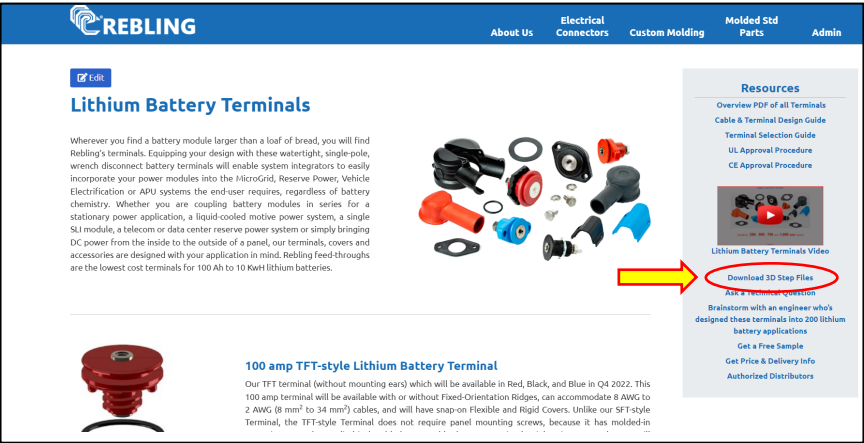 REBLING
About Us
Electrical
Connectors
Custom Molding
Molded Std
Parts
Admin
Edit
Lithium Battery Terminals
Wherever you find a battery module larger than a loaf of bread, you will find
Rebling's terminals. Equipping your design with these watertight, single-pole,
wrench disconnect battery terminals will enable system integrators to easily
incorporate your power modules into the MicroGrid, Reserve Power, Vehicle
Electrification or APU systems the end-user requires, regardless of battery
chemistry. Whether you are coupling battery modules in series for a
stationary power application, a liquid-cooled motive power system, a single
SLI module, a telecom or data center reserve power system or simply bringing
DC power from the inside to the outside of a panel, our terminals, covers and
accessories are designed with your application in mind. Rebling feed-throughs
are the lowest cost terminals for 100 Ah to 10 KwH lithium batteries.
Resources
Overview PDF of all Terminals
Cable & Terminal Design Guide
Terminal Selection Guide
UL Approval Procedure
CE Approval Procedure
Lithium Battery Terminals Video
Download 3D Step Files
Ask a Technical Question
Brainstorm with an engineer who's
designed these terminals into 200 lithium
battery applications
Get a Free Sample
Get Price & Delivery Info
Authorized Distributors
100 amp TFT-style Lithium Battery Terminal
Our TFT terminal (without mounting ears) which will be available in Red, Black, and Blue in Q4 2022. This
100 amp terminal will be available with or without Fixed-Orientation Ridges, can accommodate 8 AWG to
2 AWG (8 mm² to 34 mm²) cables, and will have snap-on Flexible and Rigid Covers. Unlike our SFT-style
Terminal, the TFT-style Terminal does not require panel mounting screws, because it has molded-in